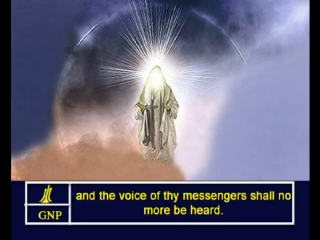 and the voice of thy messengers shall no
more be heard.
GNP